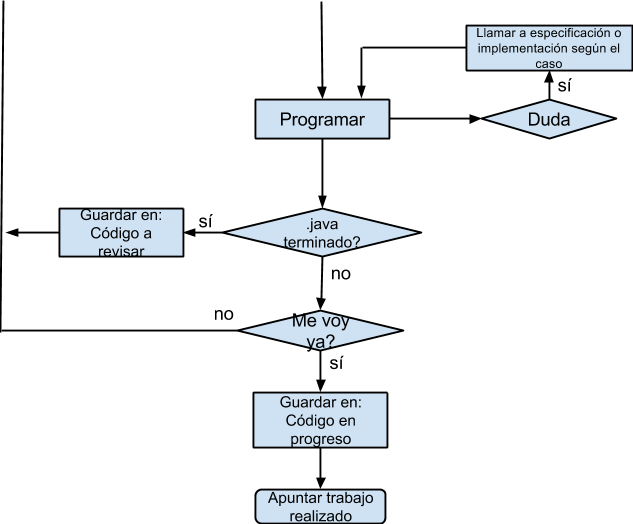 Llamar a especificación o
implementación según el
caso
sí
Programar
Duda
Guardar en:
Código a
revisar
sí
.java
terminado?
no
no
Me voy
ya?
sí
Guardar en:
Código en
progreso
Apuntar trabajo
realizado